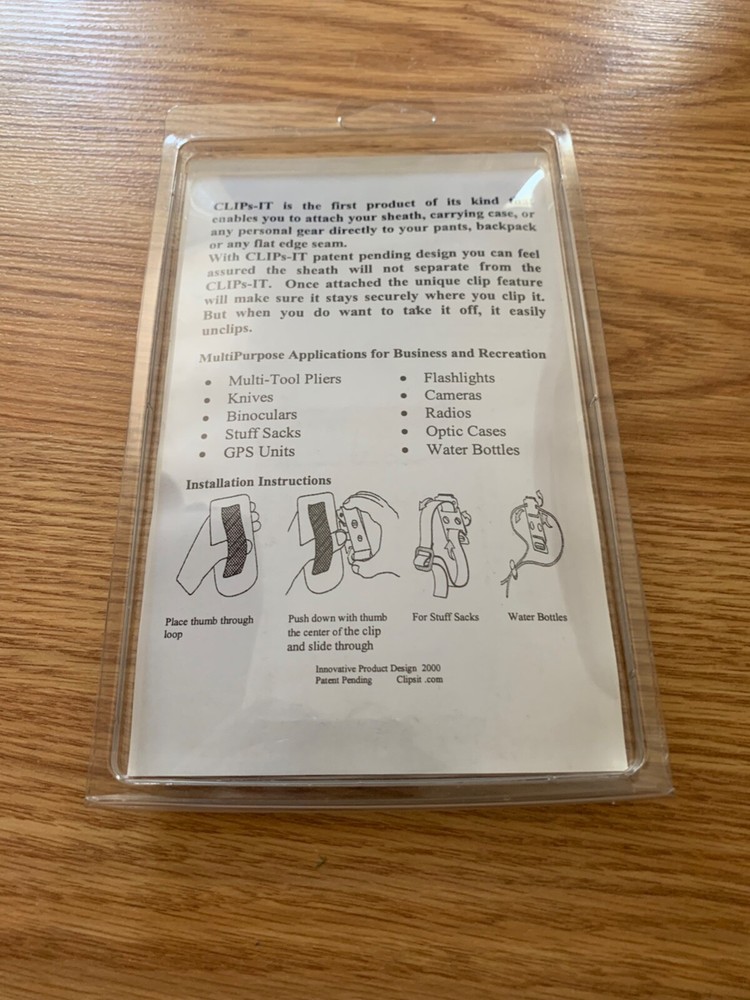 CLIPs-IT is the first product of its kind that
enables you to attach your sheath, carrying case, or
any personal gear directly to your pants, backpack
or any flat edge seam.
With CLIPs-IT patent pending design you can feel
assured the sheath will not separate from the
CLIPs-IT. Once attached the unique clip feature
will make sure it stays securely where you clip it.
But when you do want to take it off, it easily
unclips.
MultiPurpose Applications for Business and Recreation
• Multi-Tool Pliers
• Knives
• Binoculars
• Stuff Sacks
• GPS Units
• Flashlights
• Cameras
• Radios
• Optic Cases
• Water Bottles
Installation Instructions
Place thumb through
loop
Push down with thumb
the center of the clip
and slide through
For Stuff Sacks
Water Bottles
Innovative Product Design 2000
Patent Pending Clipsit .com